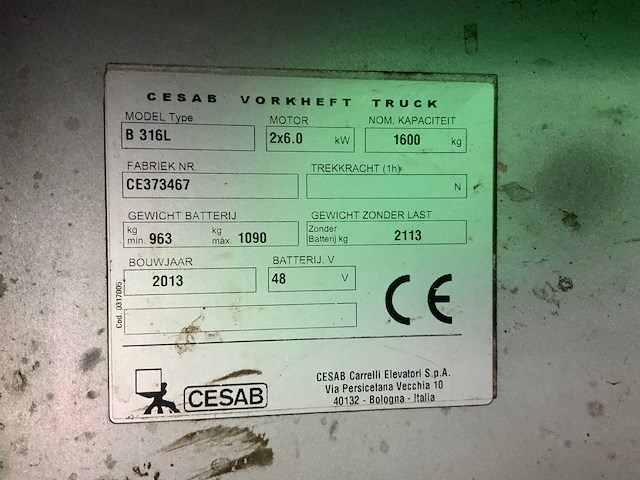 CESAB VORKHEFT TRUCK
MODEL Type MOTOR NOM. KAPACITEIT
B 316L 2x6.0 kW 1600 kg
FABRIEK NR. TREKKRACHT (1h)
CE373467 N
GEWICHT BATTERIJ GEWICHT ZONDER LAST
kg min 963 kg max. 1090 Zonder Batterij kg 2113
BOUWJAAR BATTERIJ. V
2013 48 V
Cod. 0317005
CE
CESAB
CESAB Carrelli Elevatori S.p.A.
Via Persicetana Vecchia 10
40132 - Bologna - Italia